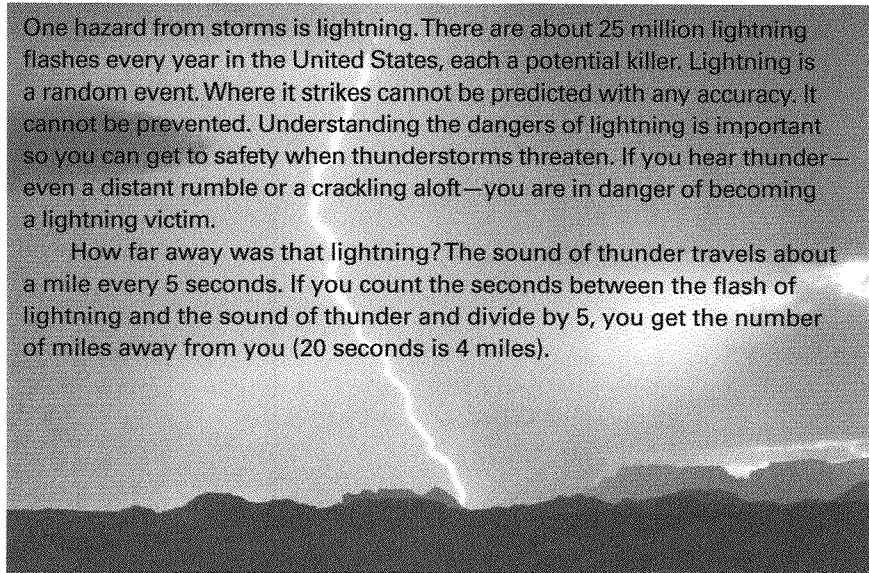 One hazard from storms is lightning. There are about 25 million lightning
flashes every year in the United States, each a potential killer. Lightning is
a random event. Where it strikes cannot be predicted with any accuracy. It
cannot be prevented. Understanding the dangers of lightning is important
so you can get to safety when thunderstorms threaten. If you hear thunder—
even a distant rumble or a crackling aloft—you are in danger of becoming
a lightning victim.
How far away was that lightning? The sound of thunder travels about
a mile every 5 seconds. If you count the seconds between the flash of
lightning and the sound of thunder and divide by 5, you get the number
of miles away from you (20 seconds is 4 miles).